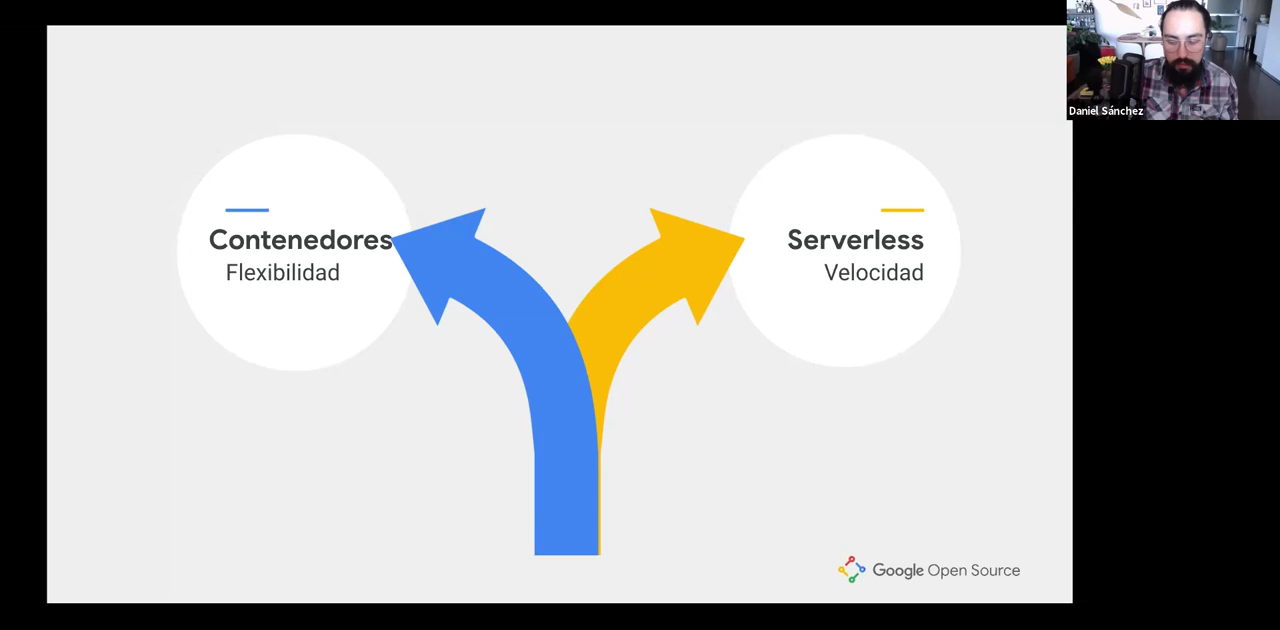 Daniel Sánchez
Contenedores
Flexibilidad
Serverless
Velocidad
Google Open Source